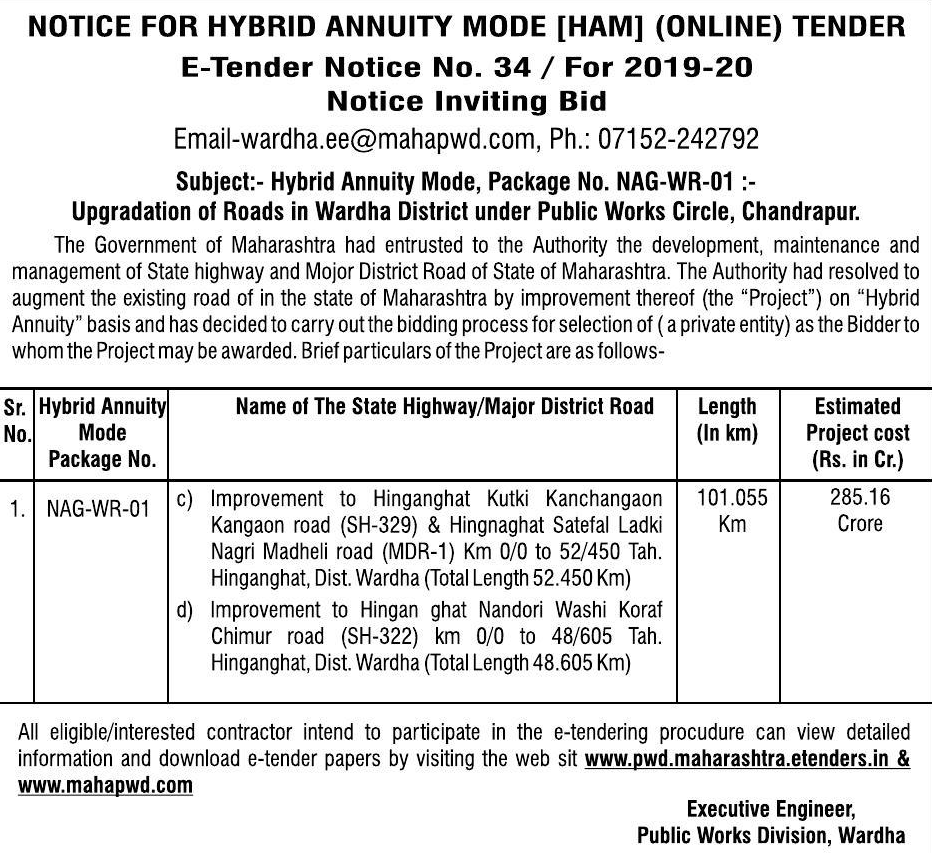 NOTICE FOR HYBRID ANNUITY MODE [HAM] (ONLINE) TENDER
E-Tender Notice No. 34 / For 2019-20
Notice Inviting Bid
Email-wardha.ee@mahapwd.com, Ph.: 07152-242792
Subject:- Hybrid Annuity Mode, Package No. NAG-WR-01 :-
Upgradation of Roads in Wardha District under Public Works Circle, Chandrapur.
The Government of Maharashtra had entrusted to the Authority the development, maintenance and
management of State highway and Mojor District Road of State of Maharashtra. The Authority had resolved to
augment the existing road of in the state of Maharashtra by improvement thereof (the “Project”) on “Hybrid
Annuity” basis and has decided to carry out the bidding process for selection of ( a private entity) as the Bidder to
whom the Project may be awarded. Brief particulars of the Project are as follows-
Sr. No.
Hybrid Annuity
Mode
Package No.
Name of The State Highway/Major District Road
Length
(In km)
Estimated
Project cost
(Rs. in Cr.)
1.
NAG-WR-01
c) Improvement to Hinganghat Kutki Kanchangaon
Kangaon road (SH-329) & Hingnaghat Satefal Ladki
Nagri Madheli road (MDR-1) Km 0/0 to 52/450 Tah.
Hinganghat, Dist. Wardha (Total Length 52.450 Km)
d) Improvement to Hingan ghat Nandori Washi Koraf
Chimur road (SH-322) km 0/0 to 48/605 Tah.
Hinganghat, Dist. Wardha (Total Length 48.605 Km)
101.055
Km
285.16
Crore
All eligible/interested contractor intend to participate in the e-tendering procudure can view detailed
information and download e-tender papers by visiting the web sit www.pwd.maharashtra.etenders.in &
www.mahapwd.com
Executive Engineer,
Public Works Division, Wardha